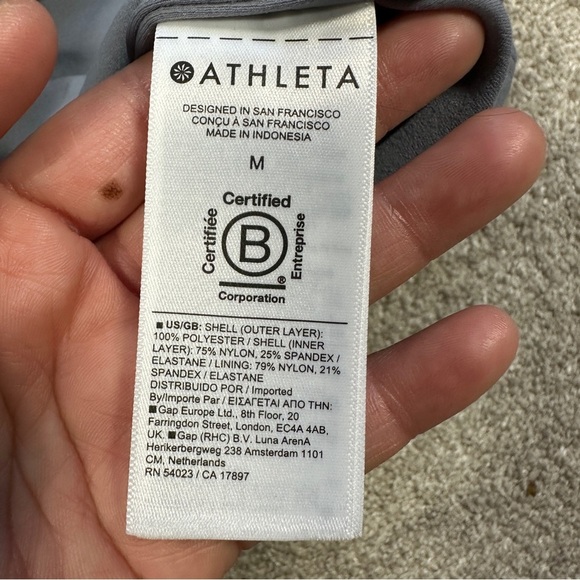 ATHLETA
DESIGNED IN SAN FRANCISCO
CONÇU À SAN FRANCISCO
MADE IN INDONESIA
M
Certified
Certifiée
B
Entreprise
®
Corporation
■ US/GB: SHELL (OUTER LAYER):
100% POLYESTER / SHELL (INNER
LAYER): 75% NYLON, 25% SPANDEX /
ELASTANE / LINING: 79% NYLON, 21%
SPANDEX / ELASTANE
DISTRIBUIDO POR / Imported
By/Importe Par / ΕΙΣΑΓΕΤΑΙ ΑΠΟ ΤΗΝ:
■ Gap Europe Ltd., 8th Floor, 20
Farringdon Street, London, EC4A 4AB,
UK. ■ Gap (RHC) B.V. Luna ArenA
Herikerbergweg 238 Amsterdam 1101
CM, Netherlands
RN 54023 / CA 17897